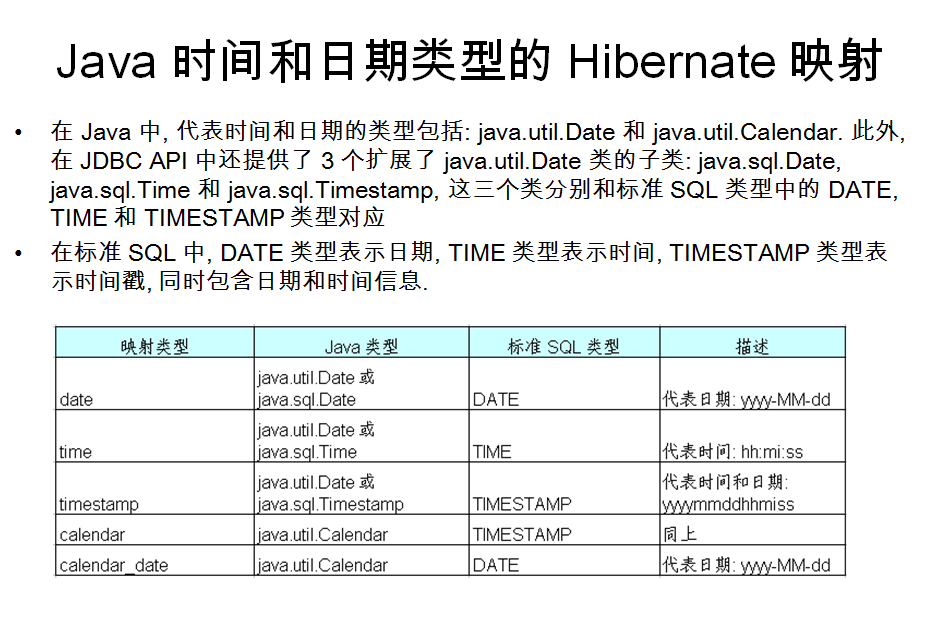 Java 时间和日期类型的 Hibernate 映射
• 在 Java 中, 代表时间和日期的类型包括: java.util.Date 和 java.util.Calendar. 此外,
在 JDBC API 中还提供了 3 个扩展了 java.util.Date 类的子类: java.sql.Date,
java.sql.Time 和 java.sql.Timestamp, 这三个类分别和标准 SQL 类型中的 DATE,
TIME 和 TIMESTAMP 类型对应
• 在标准 SQL 中, DATE 类型表示日期, TIME 类型表示时间, TIMESTAMP 类型表
示时间戳, 同时包含日期和时间信息.
映射类型 Java 类型 标准 SQL 类型 描述
java.util.Date 或
date java.sql.Date DATE 代表日期: yyyy-MM-dd
java.util.Date 或
time java.sql.Time TIME 代表时间: hh:mi:ss
java.util.Date 或 代表时间和日期:
timestamp java.sql.Timestamp TIMESTAMP yyyymmddhhmiss
calendar java.util.Calendar TIMESTAMP 同上
calendar_date java.util.Calendar DATE 代表日期: yyyy-MM-dd